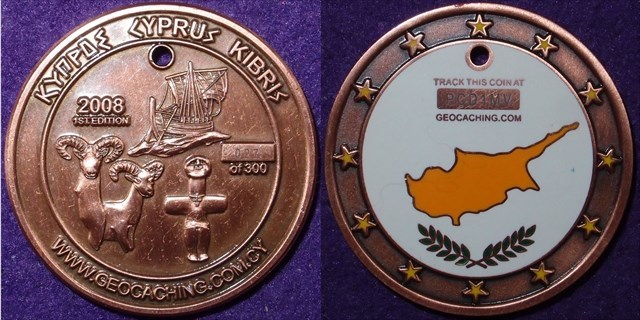 ΚΥΠΡΟΣ CYPRUS KIBRIS
2008
1ST.EDITION
of 300
WWW.GEOCACHING.COM.CY
TRACK THIS COIN AT
GEOCACHING.COM